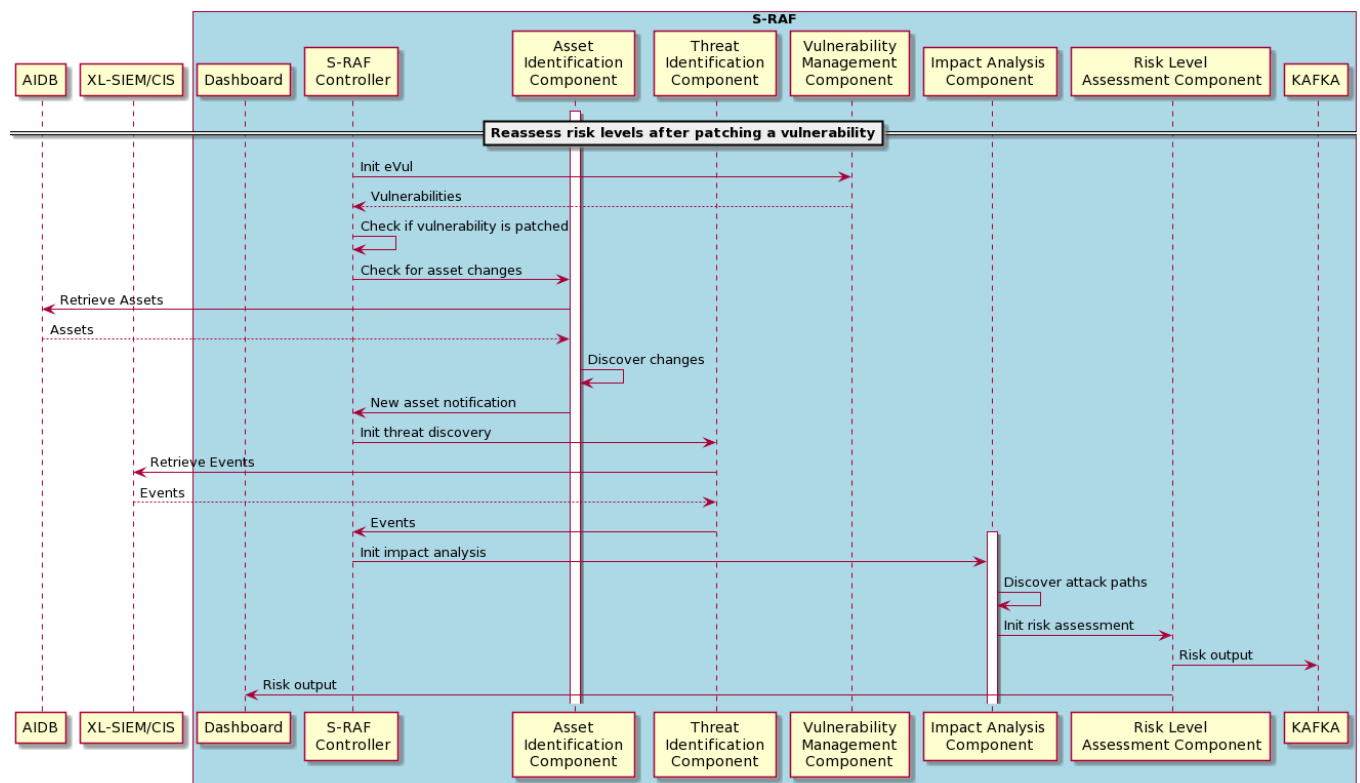 S-RAF
AIDB
XL-SIEM/CIS
Dashboard
S-RAF
Controller
Asset
Identification
Component
Threat
Identification
Component
Vulnerability
Management
Component
Impact Analysis
Component
Risk Level
Assessment Component
KAFKA
Reassess risk levels after patching a vulnerability
Init eVul
Vulnerabilities
Check if vulnerability is patched
Check for asset changes
Retrieve Assets
Assets
Discover changes
New asset notification
Init threat discovery
Retrieve Events
Events
Events
Init impact analysis
Discover attack paths
Init risk assessment
Risk output
Risk output
AIDB
XL-SIEM/CIS
Dashboard
S-RAF
Controller
Asset
Identification
Component
Threat
Identification
Component
Vulnerability
Management
Component
Impact Analysis
Component
Risk Level
Assessment Component
KAFKA